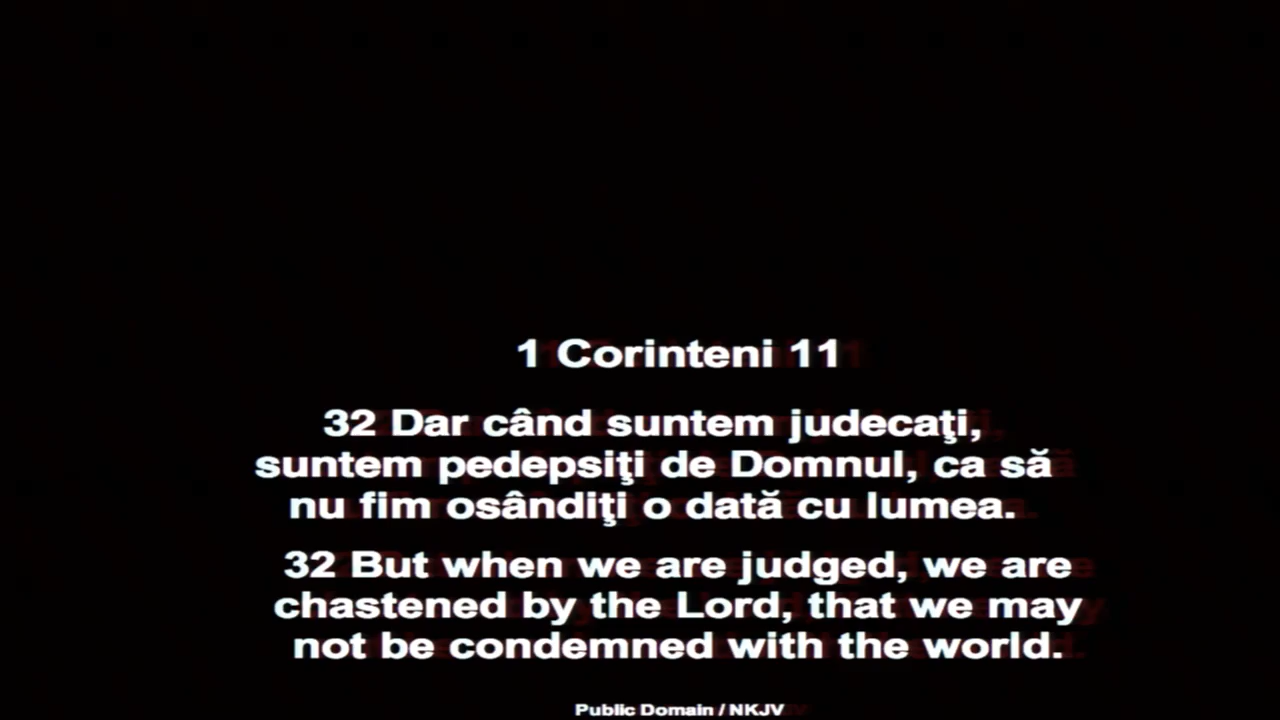 1 Corinteni 11
32 Dar când suntem judecaţi,
suntem pedepsiţi de Domnul, ca să
nu fim osândiţi o dată cu lumea.
32 But when we are judged, we are
chastened by the Lord, that we may
not be condemned with the world.
Public Domain / NKJV